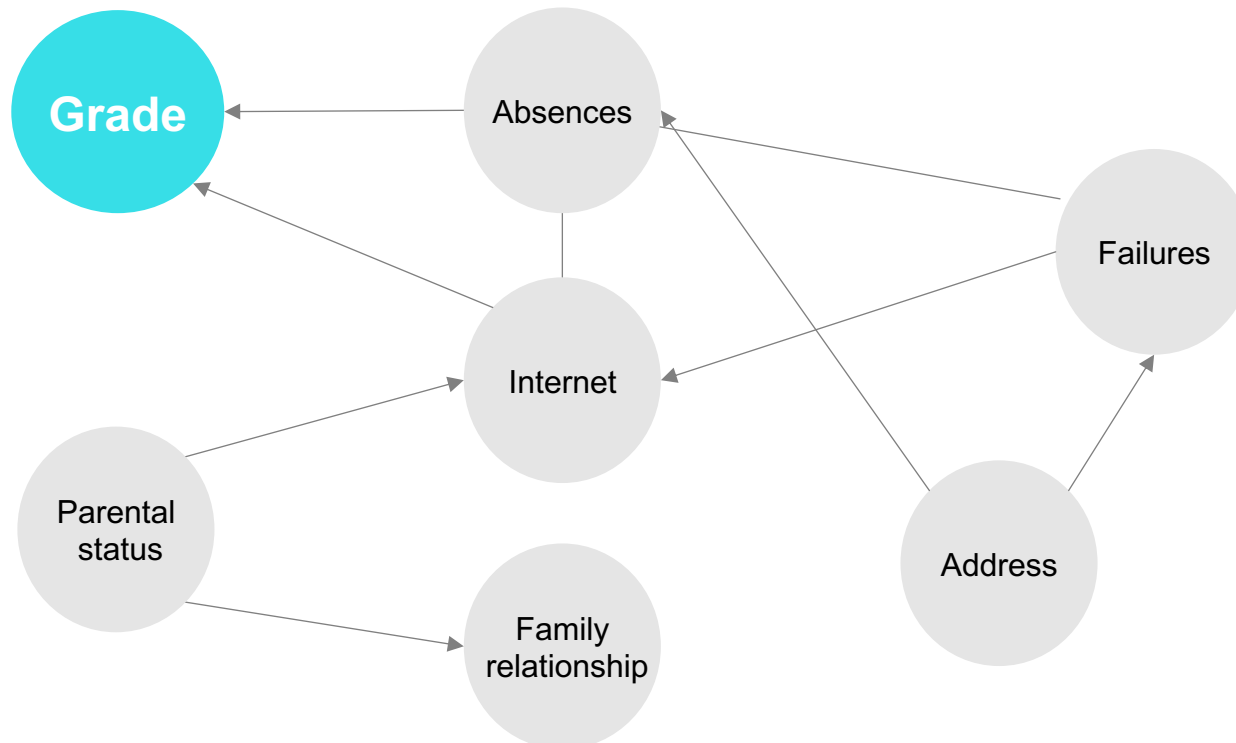 Grade
Absences
Failures
Internet
Parental
status
Address
Family
relationship